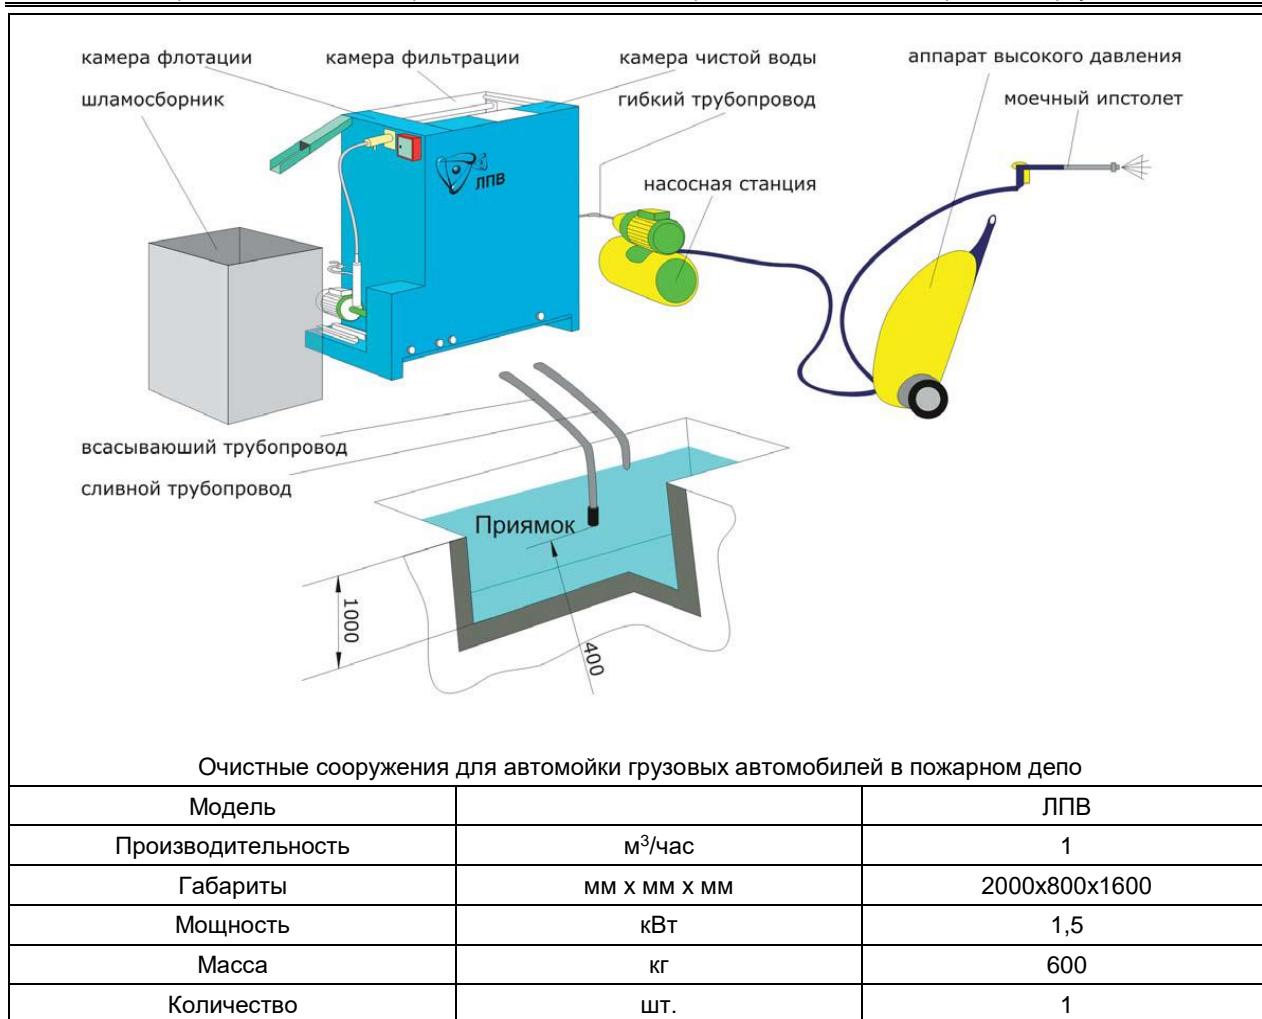 камера флотации камера фильтрации камера чистой воды аппарат высокого давления
шламосборник гибкий трубопровод моечный ипстолет
насосная станция
ЛПВ
всасываюший трубопровод
сливной трубопровод
Приямок
1000
400
Очистные сооружения для автомойки грузовых автомобилей в пожарном депо
Модель ЛПВ
Производительность м³/час 1
Габариты мм х мм х мм 2000х800х1600
Мощность кВт 1,5
Масса кг 600
Количество шт. 1